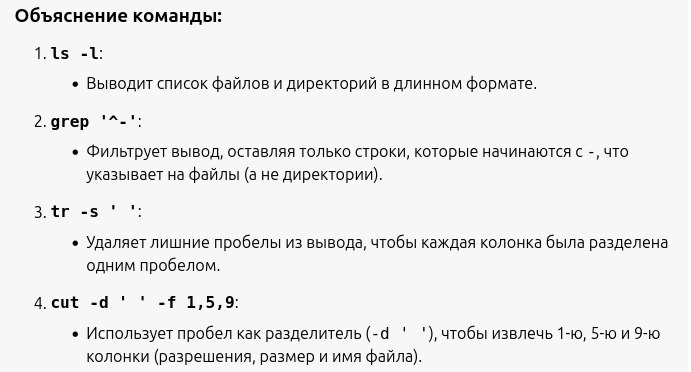 Объяснение команды:
1. ls -l:
• Выводит список файлов и директорий в длинном формате.
2. grep '^-':
• Фильтрует вывод, оставляя только строки, которые начинаются с -, что
указывает на файлы (а не директории).
3. tr -s ' ':
• Удаляет лишние пробелы из вывода, чтобы каждая колонка была разделена
одним пробелом.
4. cut -d ' ' -f 1,5,9:
• Использует пробел как разделитель (-d ' '), чтобы извлечь 1-ю, 5-ю и 9-ю
колонки (разрешения, размер и имя файла).